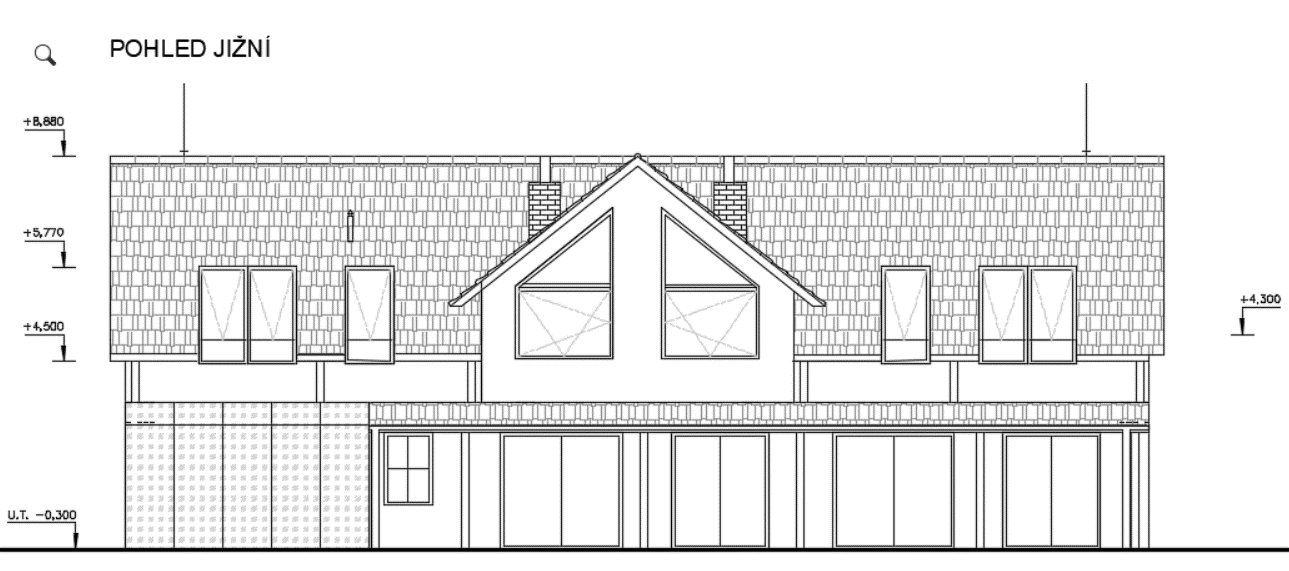 POHLED JIŽNÍ
+8,880
+5,770
+4,300
+4,500
U.T. -0,300